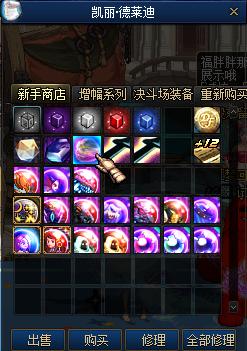 凯丽·德莱迪
福胖胖那
展示哦
新手商店 增幅系列 决斗场装备 重新购买
+12
出售 购买 修理 全部修理